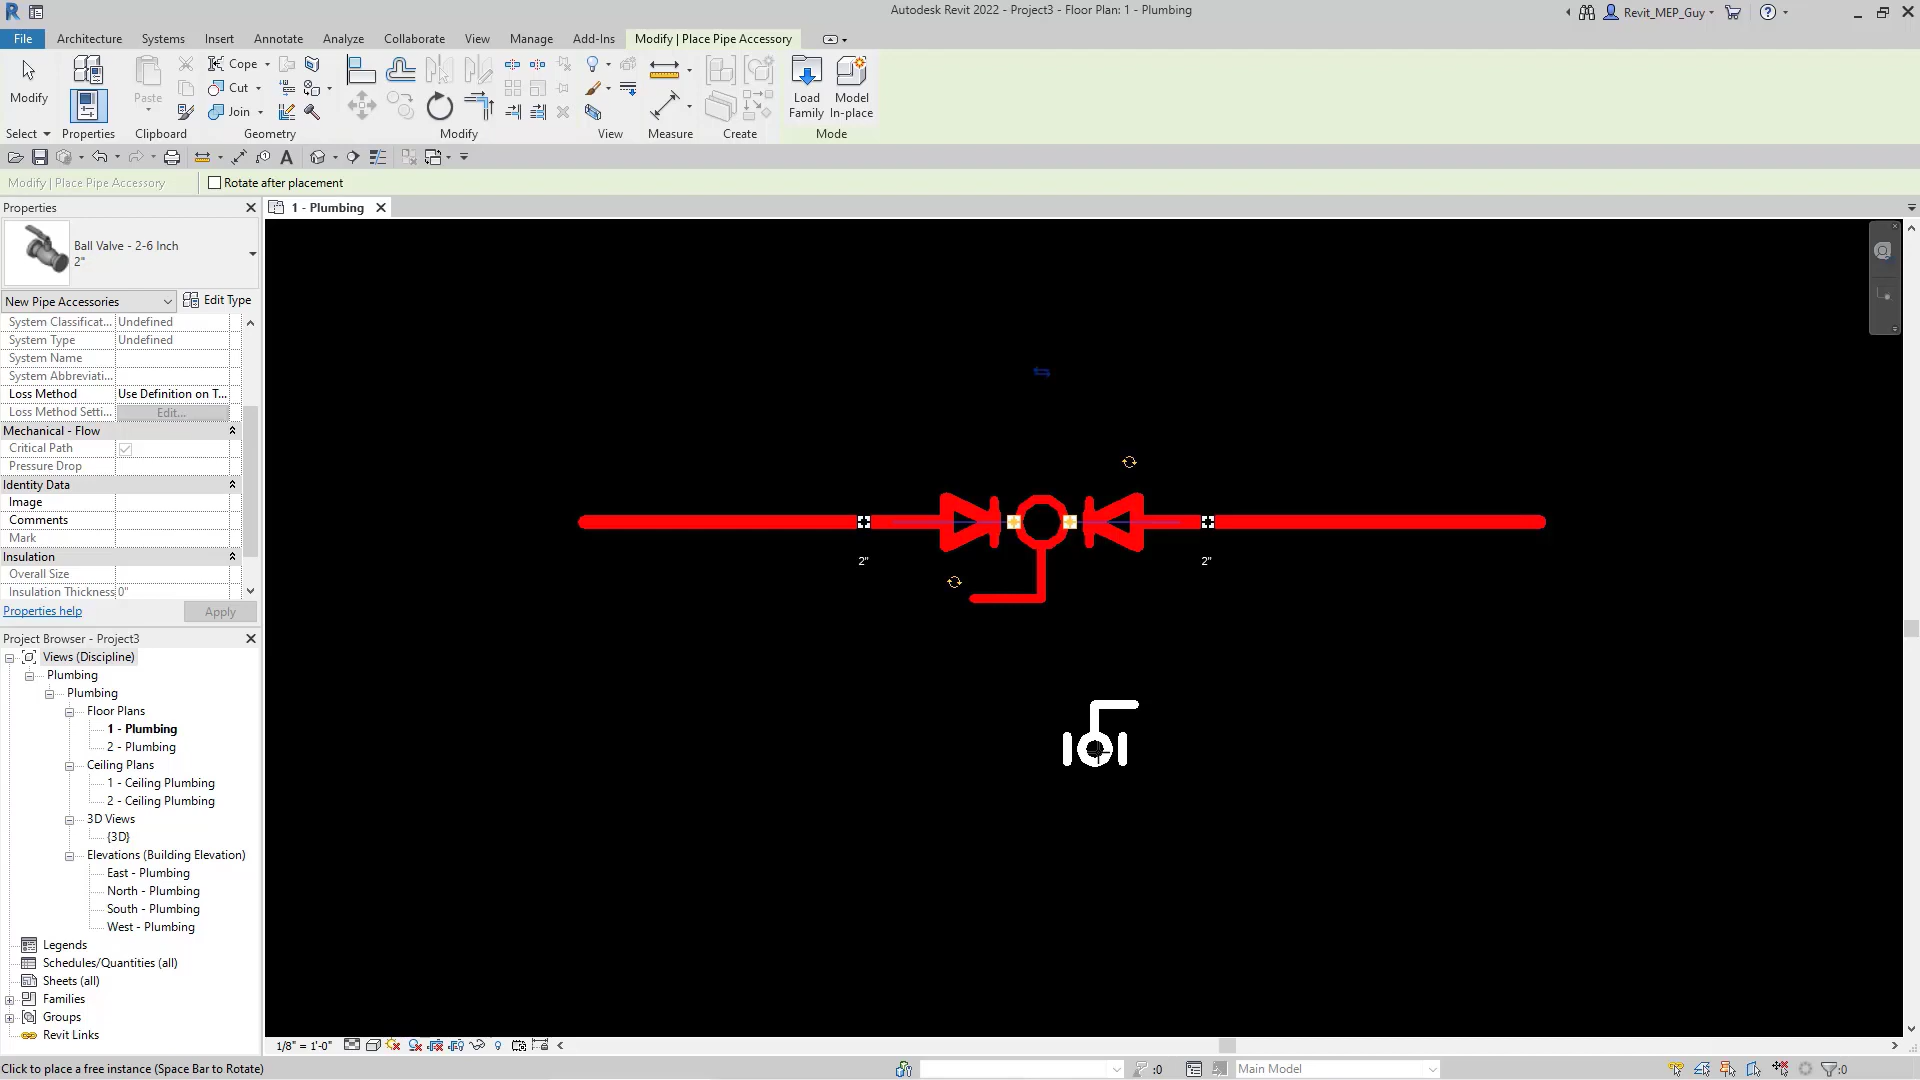 Autodesk Revit 2022 - Project3 - Floor Plan: 1 - Plumbing
Revit_MEP_Guy
File Architecture Systems Insert Annotate Analyze Collaborate View Manage Add-Ins Modify | Place Pipe Accessory
Modify
Paste
Cope
Cut
Join
Load Family
Model In-place
Select Properties Clipboard Geometry Modify View Measure Create Mode
Modify | Place Pipe Accessory Rotate after placement
Properties
1 - Plumbing
Ball Valve - 2-6 Inch
2"
New Pipe Accessories Edit Type
System Classificat... Undefined
System Type Undefined
System Name
System Abbreviati...
Loss Method Use Definition on T...
Loss Method Setti... Edit...
Mechanical - Flow
Critical Path
Pressure Drop
Identity Data
Image
Comments
Mark
Insulation
Overall Size
Insulation Thickness 0"
Properties help Apply
2" 2"
Project Browser - Project3
Views (Discipline)
Plumbing
Plumbing
Floor Plans
1 - Plumbing
2 - Plumbing
Ceiling Plans
1 - Ceiling Plumbing
2 - Ceiling Plumbing
3D Views
{3D}
Elevations (Building Elevation)
East - Plumbing
North - Plumbing
South - Plumbing
West - Plumbing
Legends
Schedules/Quantities (all)
Sheets (all)
Families
Groups
Revit Links
1/8" = 1'-0"
Click to place a free instance (Space Bar to Rotate) :0 Main Model :0